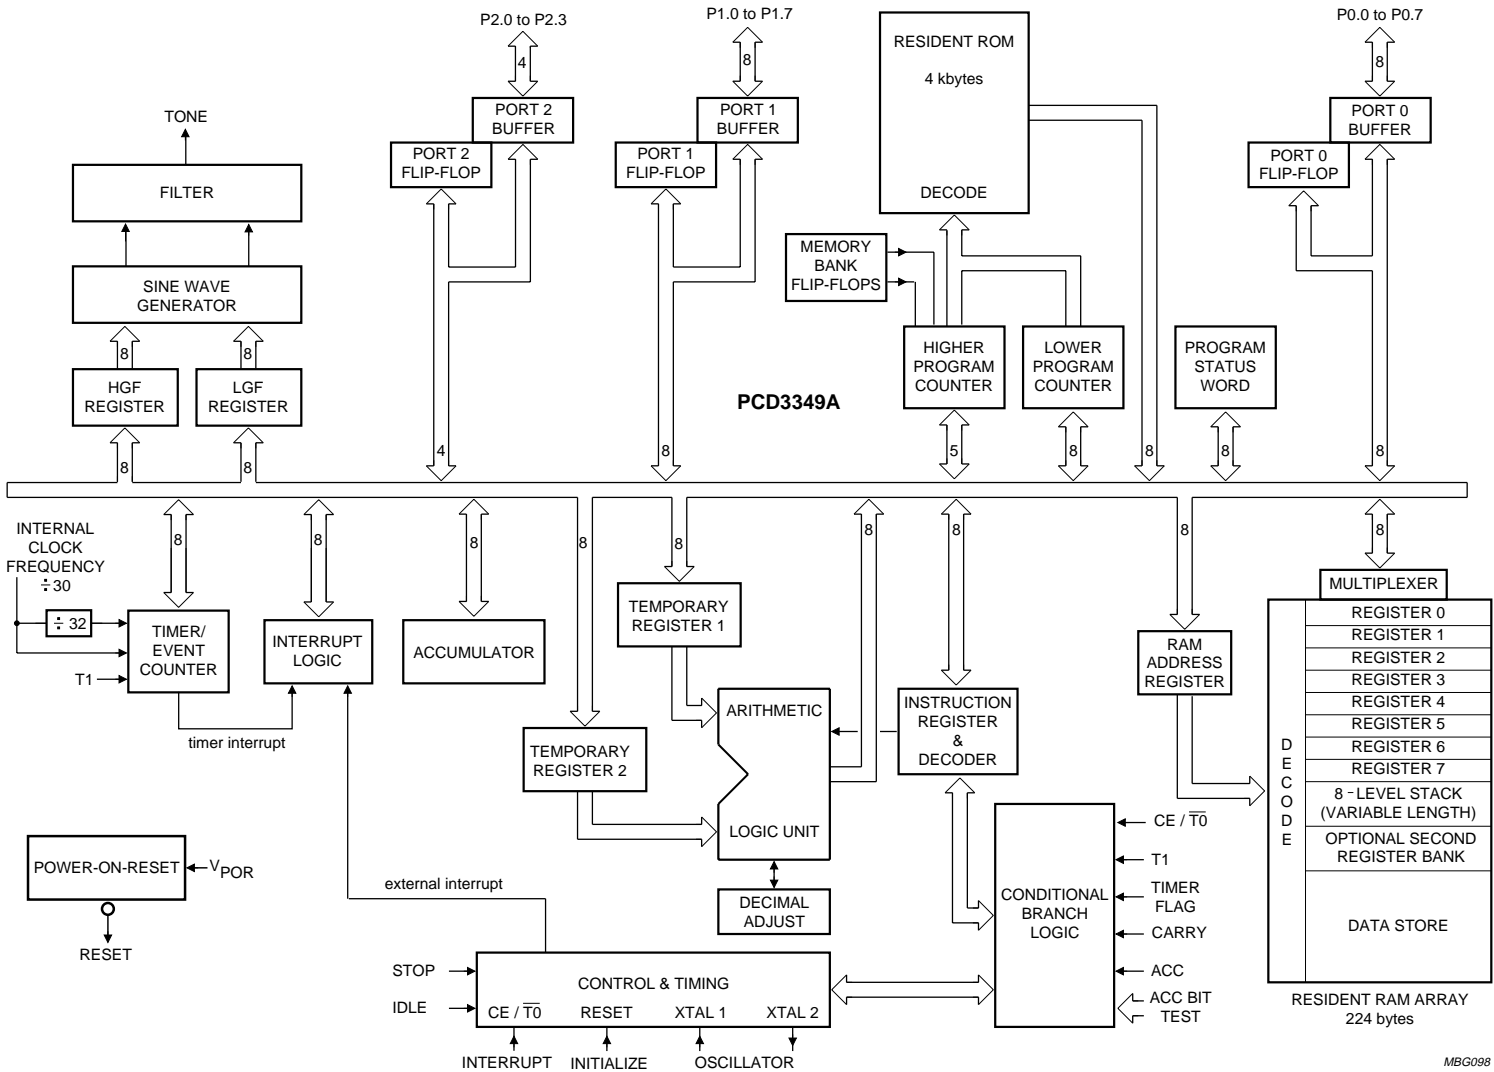 P2.0 to P2.3
P1.0 to P1.7
P0.0 to P0.7
4
8
8
RESIDENT ROM
4 kbytes
DECODE
PORT 2
BUFFER
PORT 2
FLIP-FLOP
PORT 1
BUFFER
PORT 1
FLIP-FLOP
PORT 0
BUFFER
PORT 0
FLIP-FLOP
TONE
FILTER
SINE WAVE
GENERATOR
8
8
HGF
REGISTER
LGF
REGISTER
MEMORY
BANK
FLIP-FLOPS
HIGHER
PROGRAM
COUNTER
LOWER
PROGRAM
COUNTER
PROGRAM
STATUS
WORD
PCD3349A
8
8
4
8
5
8
8
8
8
INTERNAL
CLOCK
FREQUENCY
÷30
÷ 32
T1
8
8
8
8
8
8
8
8
8
TIMER/
EVENT
COUNTER
INTERRUPT
LOGIC
timer interrupt
ACCUMULATOR
TEMPORARY
REGISTER 1
TEMPORARY
REGISTER 2
ARITHMETIC
LOGIC UNIT
DECIMAL
ADJUST
INSTRUCTION
REGISTER
&
DECODER
RAM
ADDRESS
REGISTER
MULTIPLEXER
DECODE
REGISTER 0
REGISTER 1
REGISTER 2
REGISTER 3
REGISTER 4
REGISTER 5
REGISTER 6
REGISTER 7
8 - LEVEL STACK
(VARIABLE LENGTH)
OPTIONAL SECOND
REGISTER BANK
DATA STORE
RESIDENT RAM ARRAY
224 bytes
POWER-ON-RESET
VPOR
RESET
external interrupt
CONDITIONAL
BRANCH
LOGIC
CE / T0
T1
TIMER
FLAG
CARRY
ACC
ACC BIT
TEST
STOP
IDLE
CONTROL & TIMING
CE / T0
RESET
XTAL 1
XTAL 2
INTERRUPT
INITIALIZE
OSCILLATOR
MBG098